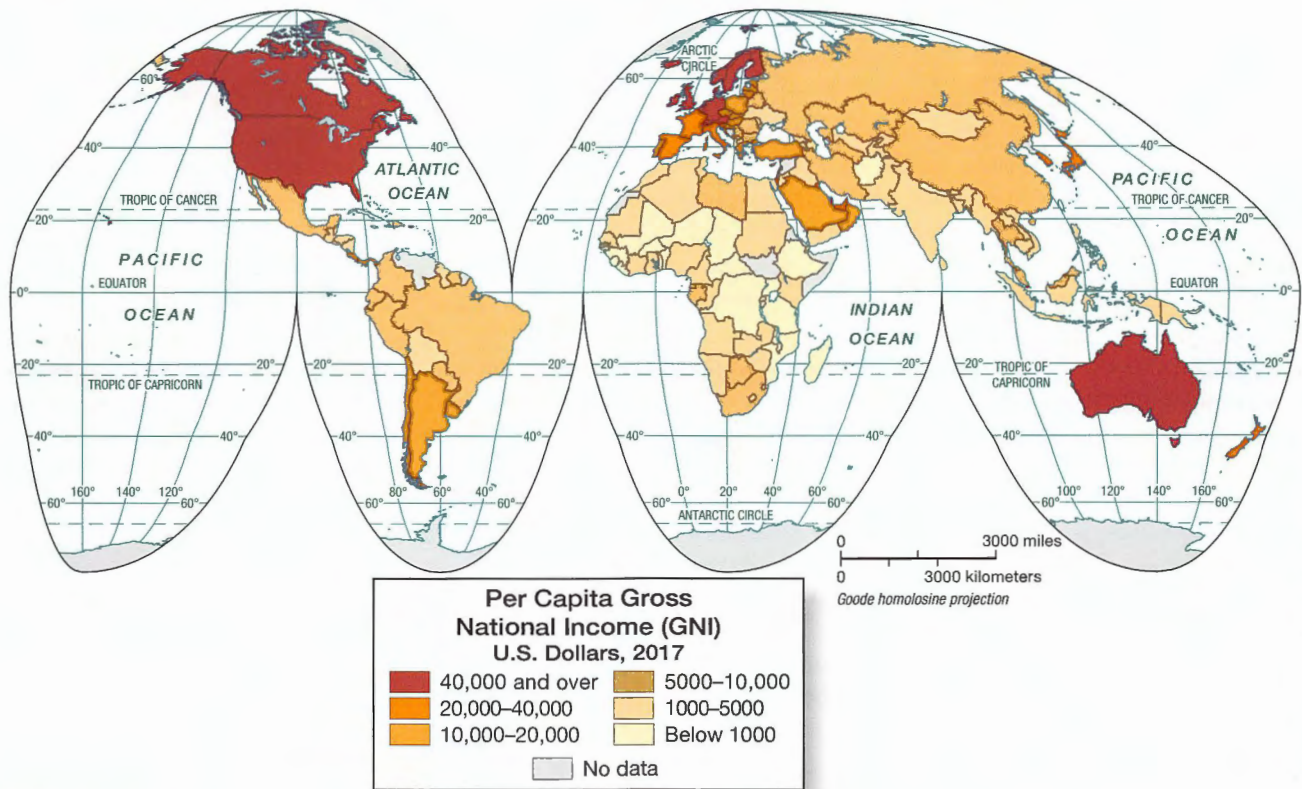 ARCTIC
CIRCLE
60°
60°
60°
40°
40°
40°
ATLANTIC
OCEAN
PACIFIC
OCEAN
TROPIC OF CANCER
TROPIC OF CANCER
20°
20°
20°
PACIFIC
OCEAN
EQUATOR
EQUATOR
0°
0°
0°
0°
INDIAN
OCEAN
20°
20°
20°
20°
20°
TROPIC OF CAPRICORN
TROPIC OF
CAPRICORN
40°
40°
40°
40°
40°
160° 140° 120°
80° 60° 40°
0° 20° 40° 60°
100° 120° 140° 160°
60°
60°
60°
60°
60°
60°
60°
ANTARCTIC CIRCLE
0 3000 miles
0 3000 kilometers
Goode homolosine projection
Per Capita Gross
National Income (GNI)
U.S. Dollars, 2017
40,000 and over
20,000–40,000
10,000–20,000
5000–10,000
1000–5000
Below 1000
No data